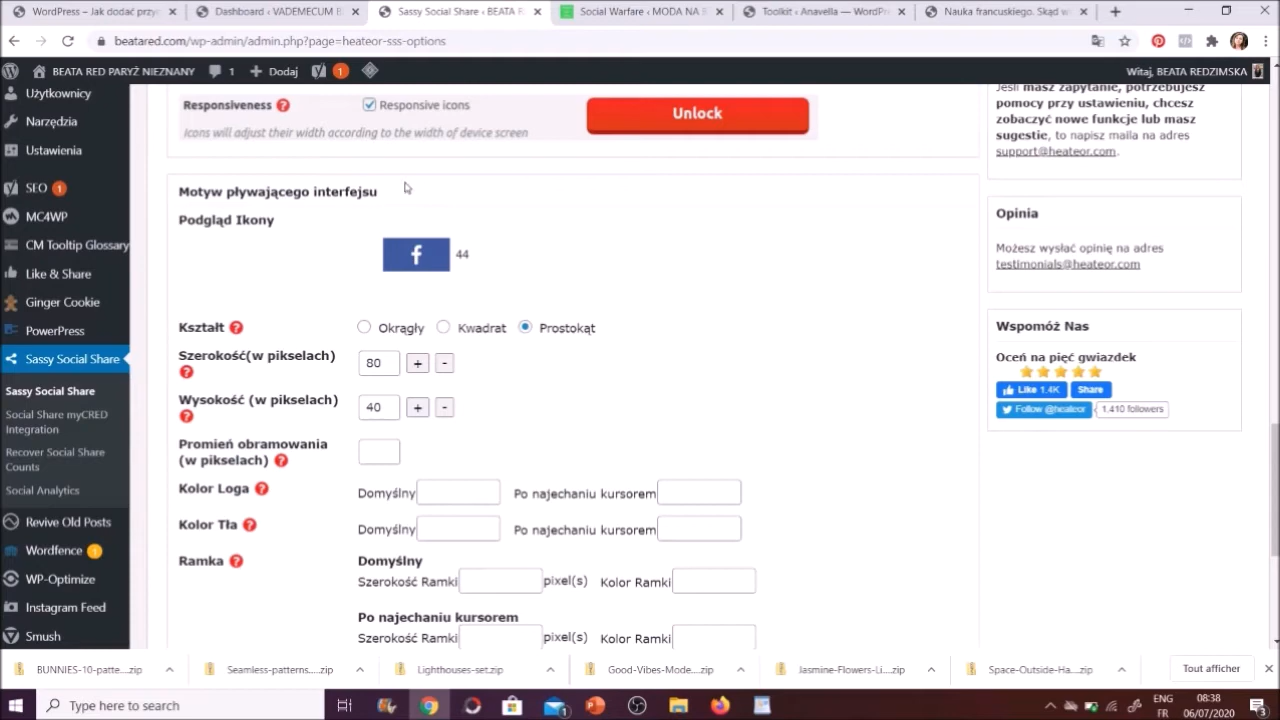 WordPress – Jak dodać przy
Dashboard ‹ VADEMECUM B
Sassy Social Share ‹ BEATA R
Social Warfare ‹ MODA NA
Toolkit ‹ Anavella — WordPr
Nauka francuskiego. Skąd w
beatared.com/wp-admin/admin.php?page=heateor-sss-options
BEATA RED PARYŻ NIEZNANY
1
Dodaj
1
Witaj, BEATA REDZIMSKA
Użytkownicy
Narzędzia
Ustawienia
SEO 1
MC4WP
CM Tooltip Glossary
Like & Share
Ginger Cookie
PowerPress
Sassy Social Share
Sassy Social Share
Social Share myCRED
Integration
Recover Social Share
Counts
Social Analytics
Revive Old Posts
Wordfence 1
WP-Optimize
Instagram Feed
Smush
Responsiveness ?
Responsive icons
Unlock
Icons will adjust their width according to the width of device screen
Motyw pływającego interfejsu
Podgląd Ikony
f 44
Kształt ?
Okrągły
Kwadrat
Prostokąt
Szerokość(w pikselach)
?
80 + -
Wysokość (w pikselach)
?
40 + -
Promień obramowania
(w pikselach) ?
Kolor Loga ?
Domyślny
Po najechaniu kursorem
Kolor Tła ?
Domyślny
Po najechaniu kursorem
Ramka ?
Domyślny
Szerokość Ramki
pixel(s)
Kolor Ramki
Po najechaniu kursorem
Szerokość Ramki
pixel(s)
Kolor Ramki
Jeśli masz zapytanie, potrzebujesz
pomocy przy ustawieniu, chcesz
zobaczyć nowe funkcje lub masz
sugestie, to napisz maila na adres
support@heateor.com.
Opinia
Możesz wysłać opinię na adres
testimonials@heateor.com
Wspomóż Nas
Oceń na pięć gwiazdek
Like 1.4K
Share
Follow @heateor
1,410 followers
BUNNIES-10-patte....zip
Seamless-patterns....zip
Lighthouses-set.zip
Good-Vibes-Mode....zip
Jasmine-Flowers-Li....zip
Space-Outside-Ha....zip
Tout afficher
Type here to search
ENG
FR
08:38
06/07/2020
3